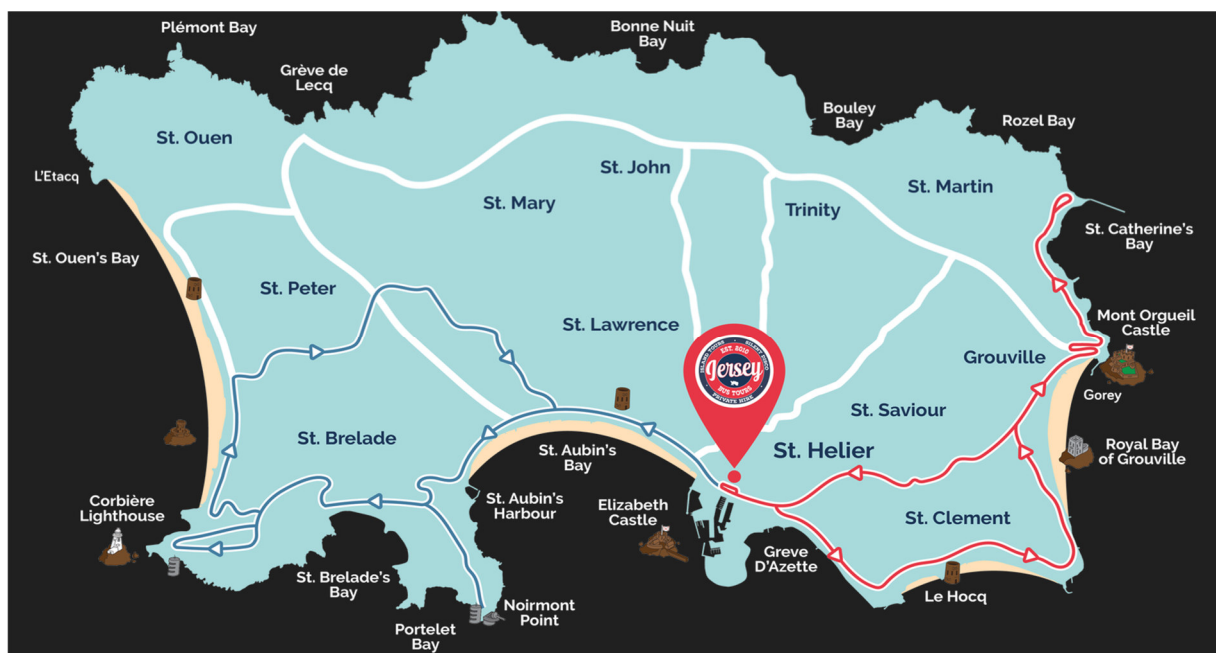 Plémont Bay
Bonne Nuit
Bay
Grève de
Lecq
Bouley
Bay
Rozel Bay
St. Ouen
L'Etacq
St. John
St. Martin
St. Mary
Trinity
St. Catherine's
Bay
St. Ouen's Bay
St. Peter
St. Lawrence
Mont Orgueil
Castle
ISLAND TOURS
SILENT DISCO
EST. 2010
Jersey
BUS TOURS
PRIVATE HIRE
Grouville
Gorey
St. Saviour
St. Brelade
St. Helier
St. Aubin's
Bay
Royal Bay
of Grouville
Corbière
Lighthouse
St. Aubin's
Harbour
Elizabeth
Castle
St. Clement
Greve
D'Azette
St. Brelade's
Bay
Le Hocq
Noirmont
Point
Portelet
Bay